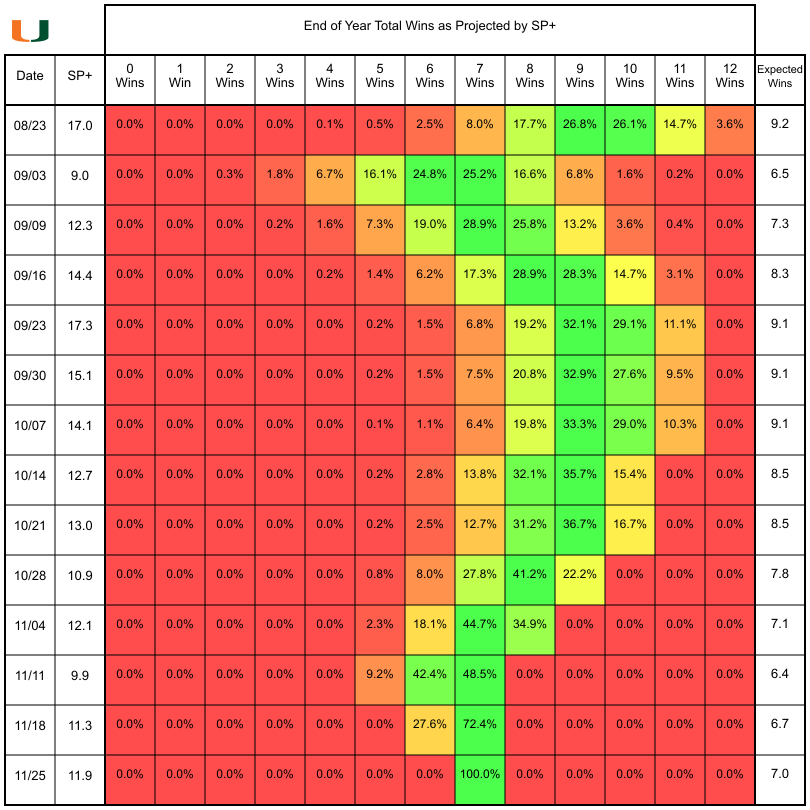 End of Year Total Wins as Projected by SP+
Date SP+ 0 Wins 1 Win 2 Wins 3 Wins 4 Wins 5 Wins 6 Wins 7 Wins 8 Wins 9 Wins 10 Wins 11 Wins 12 Wins Expected Wins
08/23 17.0 0.0% 0.0% 0.0% 0.0% 0.1% 0.5% 2.5% 8.0% 17.7% 26.8% 26.1% 14.7% 3.6% 9.2
09/03 9.0 0.0% 0.0% 0.3% 1.8% 6.7% 16.1% 24.8% 25.2% 16.6% 6.8% 1.6% 0.2% 0.0% 6.5
09/09 12.3 0.0% 0.0% 0.0% 0.2% 1.6% 7.3% 19.0% 28.9% 25.8% 13.2% 3.6% 0.4% 0.0% 7.3
09/16 14.4 0.0% 0.0% 0.0% 0.0% 0.2% 1.4% 6.2% 17.3% 28.9% 28.3% 14.7% 3.1% 0.0% 8.3
09/23 17.3 0.0% 0.0% 0.0% 0.0% 0.0% 0.2% 1.5% 6.8% 19.2% 32.1% 29.1% 11.1% 0.0% 9.1
09/30 15.1 0.0% 0.0% 0.0% 0.0% 0.0% 0.2% 1.5% 7.5% 20.8% 32.9% 27.6% 9.5% 0.0% 9.1
10/07 14.1 0.0% 0.0% 0.0% 0.0% 0.0% 0.1% 1.1% 6.4% 19.8% 33.3% 29.0% 10.3% 0.0% 9.1
10/14 12.7 0.0% 0.0% 0.0% 0.0% 0.0% 0.2% 2.8% 13.8% 32.1% 35.7% 15.4% 0.0% 0.0% 8.5
10/21 13.0 0.0% 0.0% 0.0% 0.0% 0.0% 0.2% 2.5% 12.7% 31.2% 36.7% 16.7% 0.0% 0.0% 8.5
10/28 10.9 0.0% 0.0% 0.0% 0.0% 0.0% 0.8% 8.0% 27.8% 41.2% 22.2% 0.0% 0.0% 0.0% 7.8
11/04 12.1 0.0% 0.0% 0.0% 0.0% 0.0% 2.3% 18.1% 44.7% 34.9% 0.0% 0.0% 0.0% 0.0% 7.1
11/11 9.9 0.0% 0.0% 0.0% 0.0% 0.0% 9.2% 42.4% 48.5% 0.0% 0.0% 0.0% 0.0% 0.0% 6.4
11/18 11.3 0.0% 0.0% 0.0% 0.0% 0.0% 0.0% 27.6% 72.4% 0.0% 0.0% 0.0% 0.0% 0.0% 6.7
11/25 11.9 0.0% 0.0% 0.0% 0.0% 0.0% 0.0% 0.0% 100.0% 0.0% 0.0% 0.0% 0.0% 0.0% 7.0